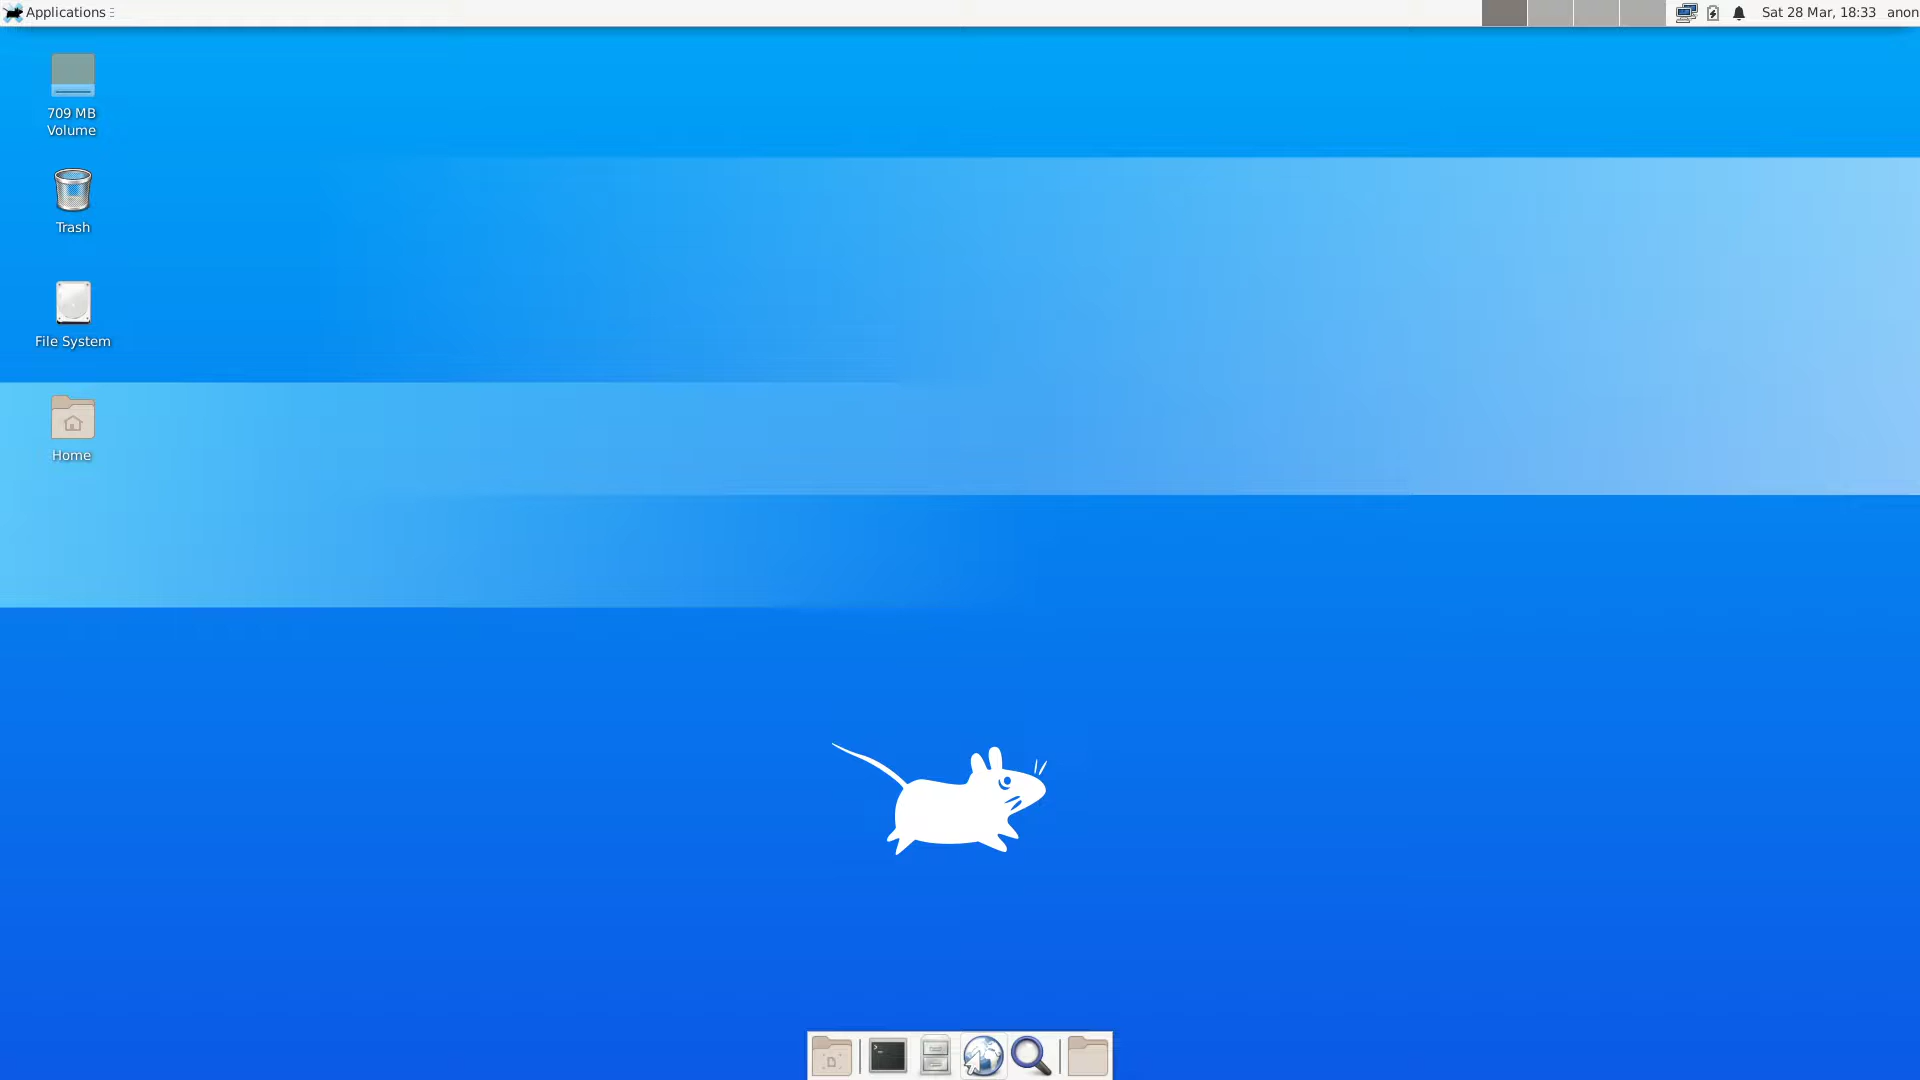 Applications
Sat 28 Mar, 18:33
anon
709 MB
Volume
Trash
File System
Home